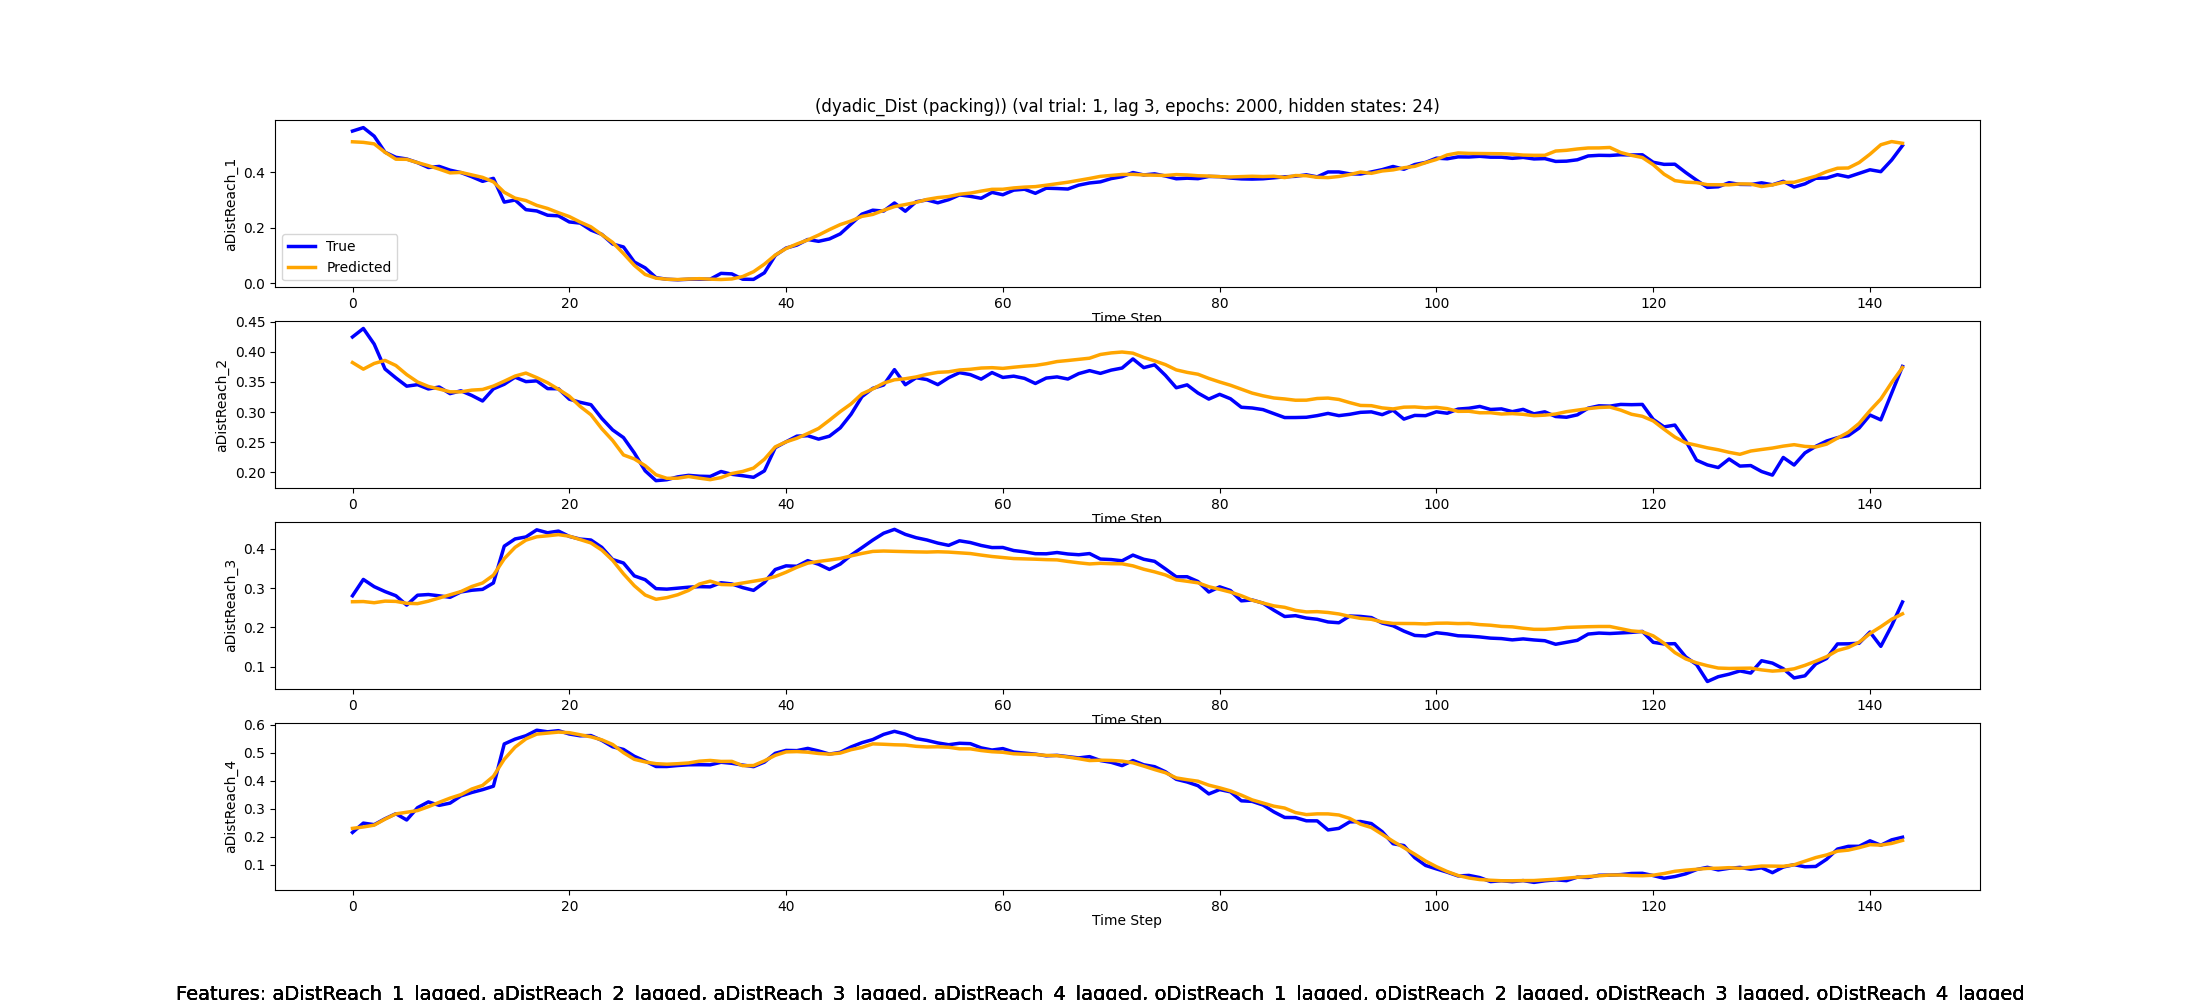 (dyadic_Dist (packing)) (val trial: 1, lag 3, epochs: 2000, hidden states: 24)
aDistReach_1
0.4
0.2
0.0
True
Predicted
0 20 40 60 80 100 120 140
Time Step
aDistReach_2
0.45
0.40
0.35
0.30
0.25
0.20
0 20 40 60 80 100 120 140
Time Step
aDistReach_3
0.4
0.3
0.2
0.1
0 20 40 60 80 100 120 140
Time Step
aDistReach_4
0.6
0.5
0.4
0.3
0.2
0.1
0 20 40 60 80 100 120 140
Time Step
Features: aDistReach_1_lagged, aDistReach_2_lagged, aDistReach_3_lagged, aDistReach_4_lagged, oDistReach_1_lagged, oDistReach_2_lagged, oDistReach_3_lagged, oDistReach_4_lagged